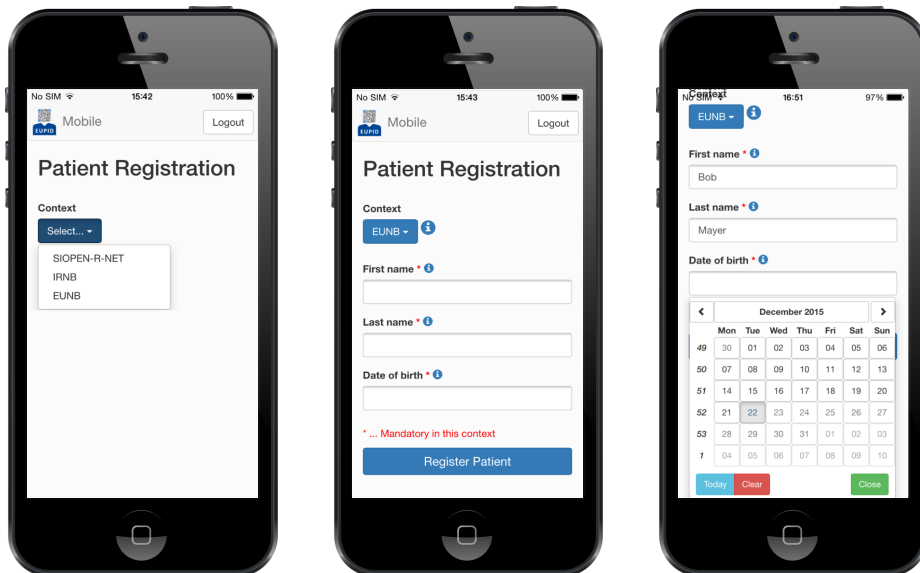 No SIM 15:42 100%
EUPID Mobile Logout
Patient Registration
Context
Select...
SIOPEN-R-NET
IRNB
EUNB
No SIM 15:43 100%
EUPID Mobile Logout
Patient Registration
Context
EUNB
First name *
Last name *
Date of birth *
* ... Mandatory in this context
Register Patient
No SIM 16:51 97%
Context
EUNB
First name *
Bob
Last name *
Mayer
Date of birth *
December 2015
Mon Tue Wed Thu Fri Sat Sun
49 30 01 02 03 04 05 06
50 07 08 09 10 11 12 13
51 14 15 16 17 18 19 20
52 21 22 23 24 25 26 27
53 28 29 30 31 01 02 03
1 04 05 06 07 08 09 10
Today Clear Close